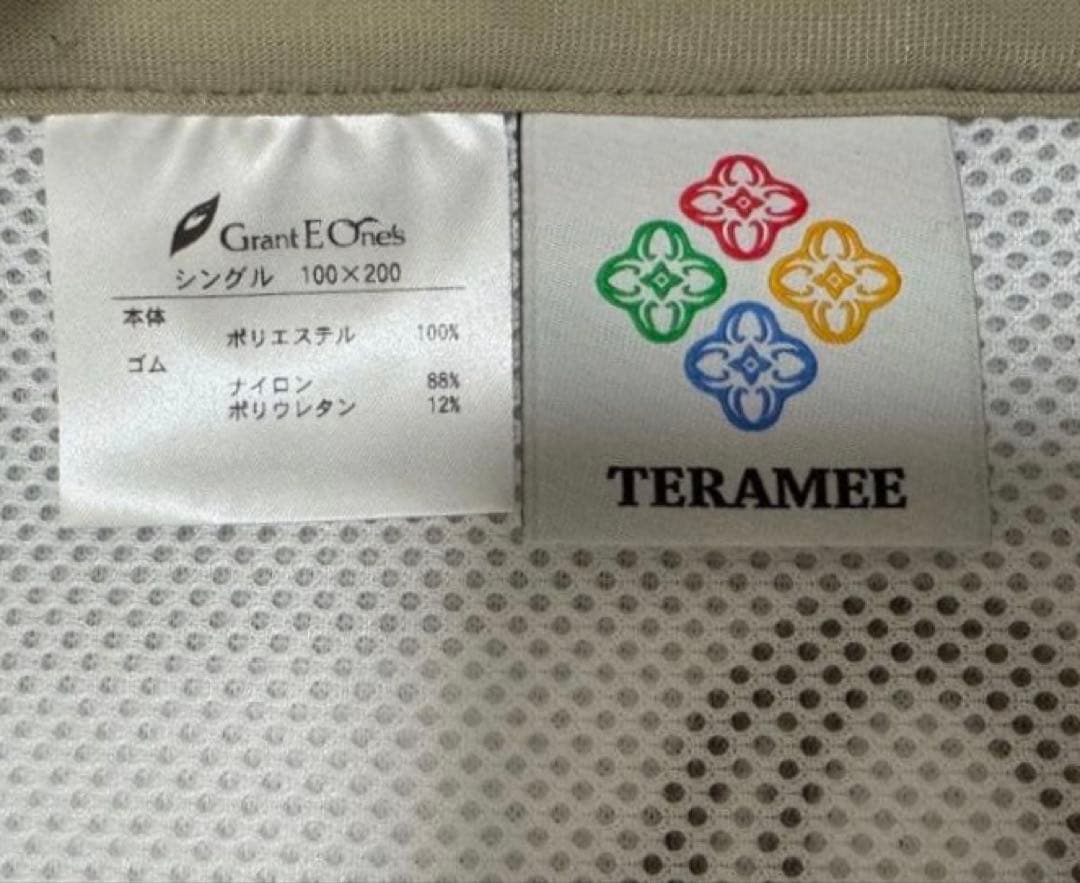 Grant E One's
シングル 100×200
本体
ポリエステル 100%
ゴム
ナイロン 88%
ポリウレタン 12%
TERAMEE